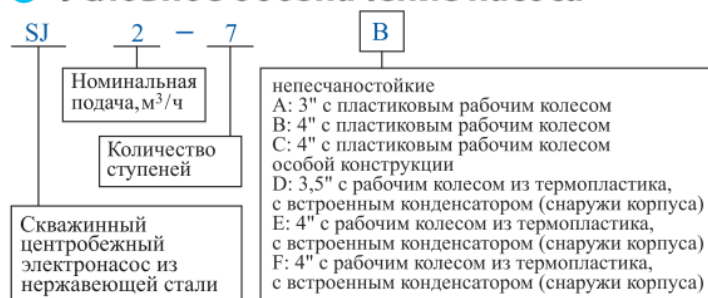 Условное обозначение насоса
SJ 2 – 7 B
Номинальная
подача, м³/ч
Количество
ступеней
Скважинный
центробежный
электронасос из
нержавеющей стали
непесчаностойкие
A: 3" с пластиковым рабочим колесом
B: 4" с пластиковым рабочим колесом
C: 4" с пластиковым рабочим колесом
особой конструкции
D: 3,5" с рабочим колесом из термопластика,
с встроенным конденсатором (снаружи корпуса)
E: 4" с рабочим колесом из термопластика,
с встроенным конденсатором (снаружи корпуса)
F: 4" с рабочим колесом из термопластика,
с встроенным конденсатором (снаружи корпуса)